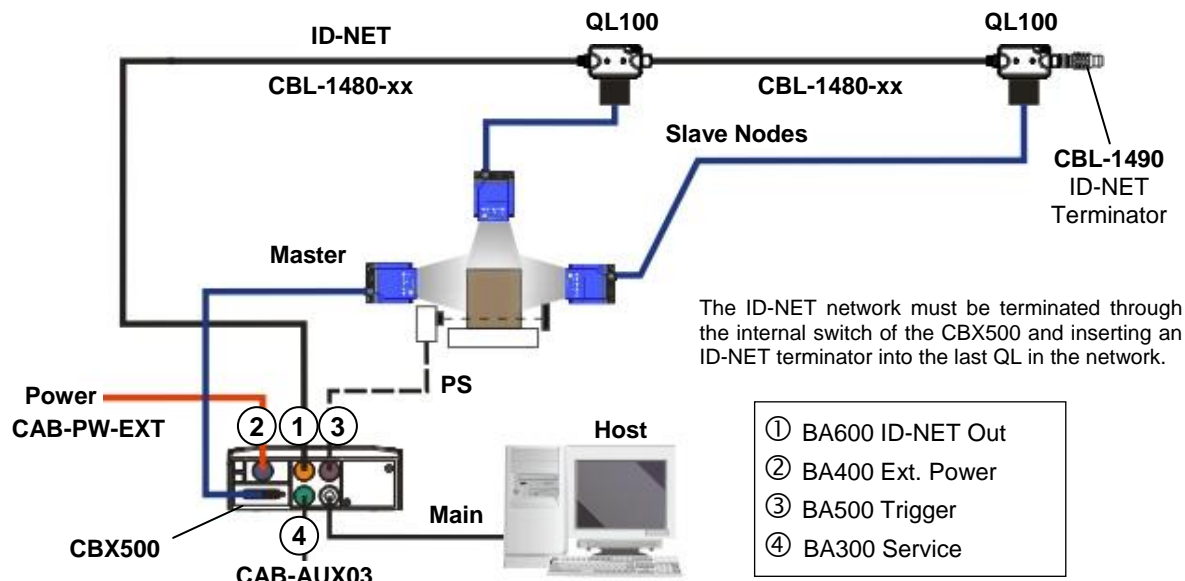 QL100
QL100
ID-NET
CBL-1480-xx
CBL-1480-xx
Slave Nodes
CBL-1490
ID-NET
Terminator
Master
The ID-NET network must be terminated through
the internal switch of the CBX500 and inserting an
ID-NET terminator into the last QL in the network.
PS
Power
CAB-PW-EXT
2
1
3
Host
① BA600 ID-NET Out
② BA400 Ext. Power
③ BA500 Trigger
④ BA300 Service
Main
CBX500
4
CAB-AUX03